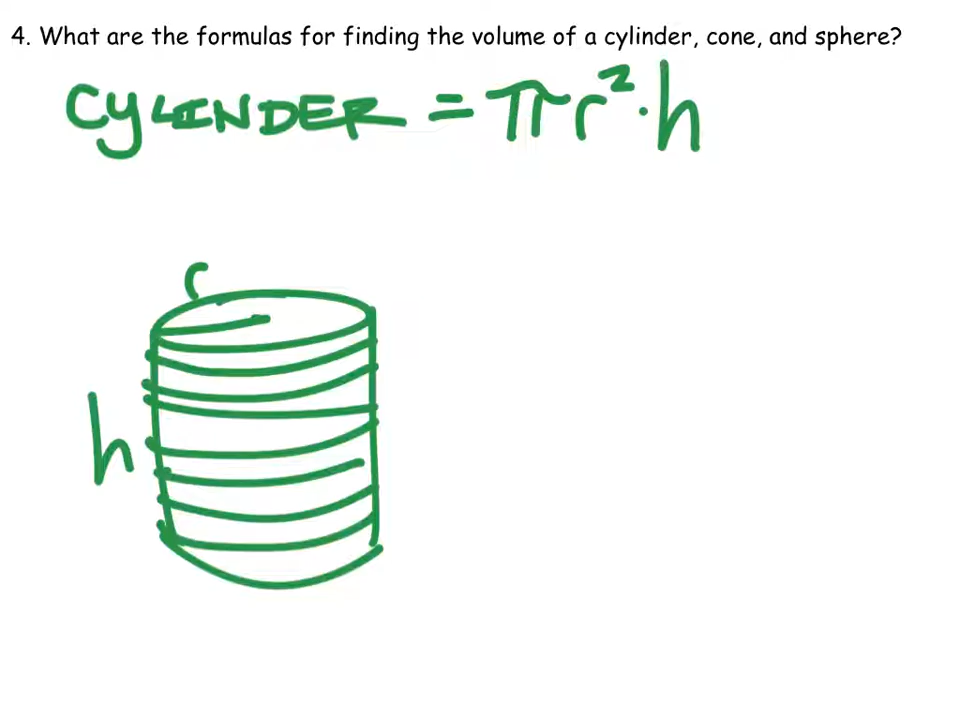 4. What are the formulas for finding the volume of a cylinder, cone, and sphere?
CYLINDER = πr²·h
r
h